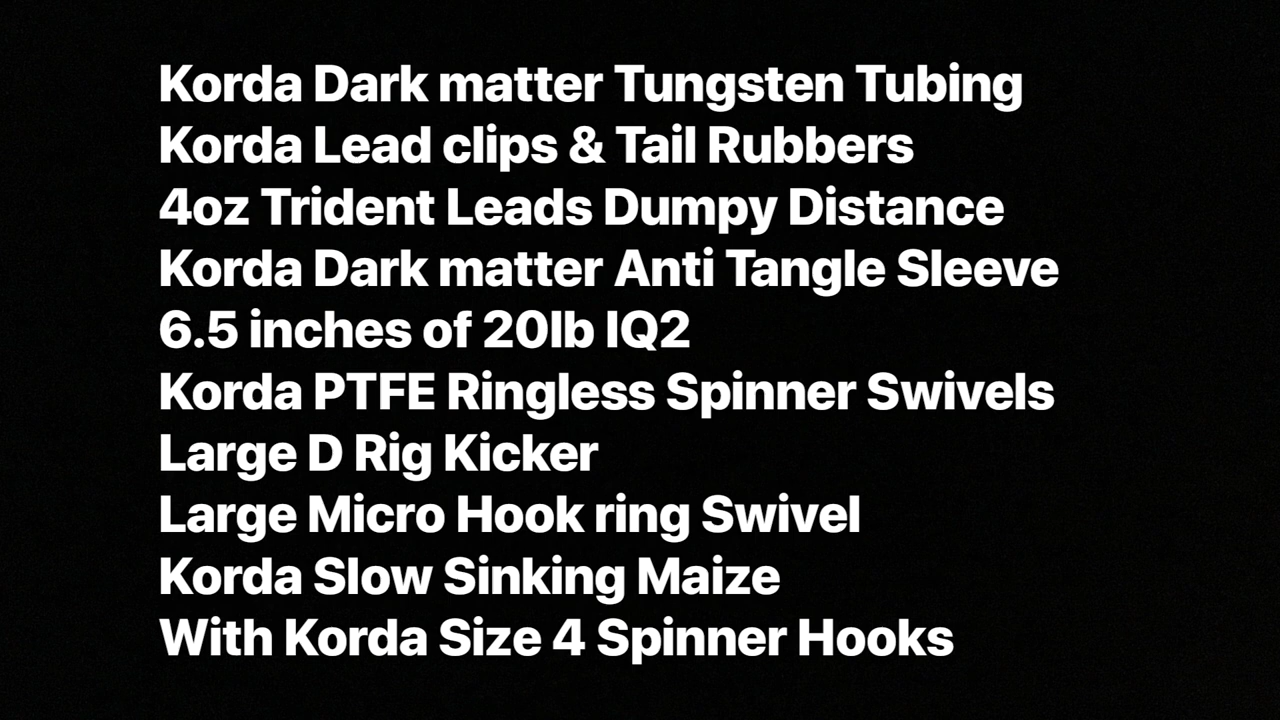 Korda Dark matter Tungsten Tubing
Korda Lead clips & Tail Rubbers
4oz Trident Leads Dumpy Distance
Korda Dark matter Anti Tangle Sleeve
6.5 inches of 20lb IQ2
Korda PTFE Ringless Spinner Swivels
Large D Rig Kicker
Large Micro Hook ring Swivel
Korda Slow Sinking Maize
With Korda Size 4 Spinner Hooks